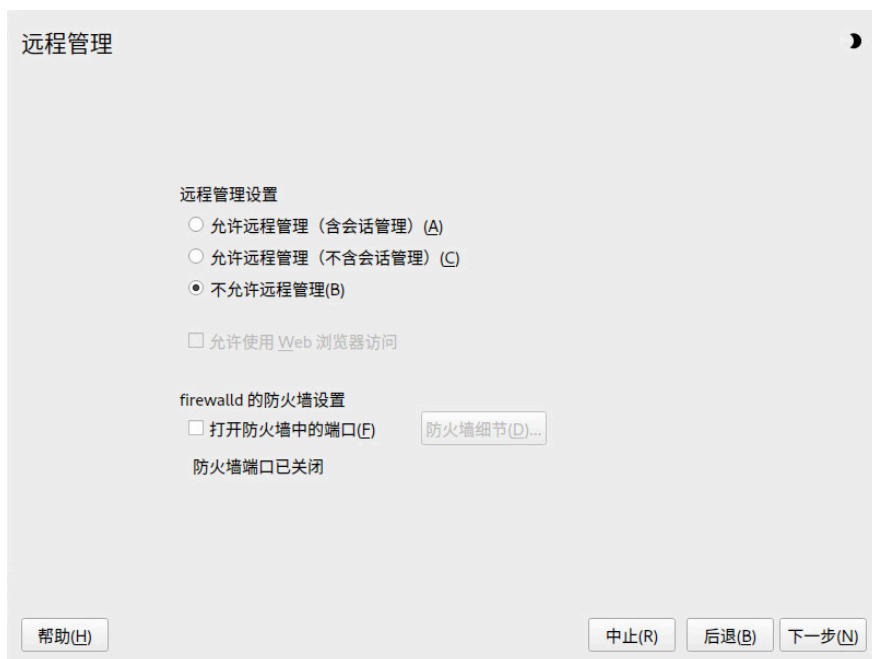 远程管理
远程管理设置
允许远程管理（含会话管理）(A)
允许远程管理（不含会话管理）(C)
不允许远程管理(B)
允许使用 Web 浏览器访问
firewalld 的防火墙设置
打开防火墙中的端口(F) 防火墙细节(D)...
防火墙端口已关闭
帮助(H) 中止(R) 后退(B) 下一步(N)